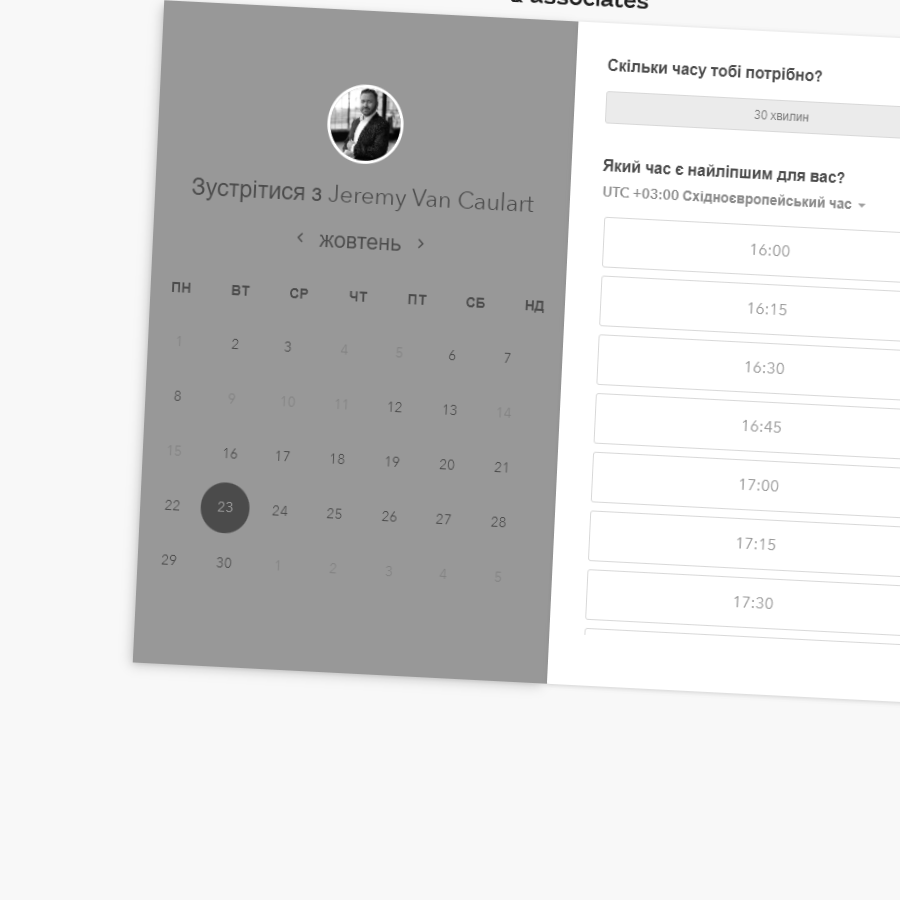 & associates
Зустрітися з Jeremy Van Caulart
жовтень
ПН ВТ СР ЧТ ПТ СБ НД
1 2 3 4 5 6 7
8 9 10 11 12 13 14
15 16 17 18 19 20 21
22 23 24 25 26 27 28
29 30 1 2 3 4 5
Скільки часу тобі потрібно?
30 хвилин
Який час є найліпшим для вас?
UTC +03:00 Східноєвропейський час
16:00
16:15
16:30
16:45
17:00
17:15
17:30